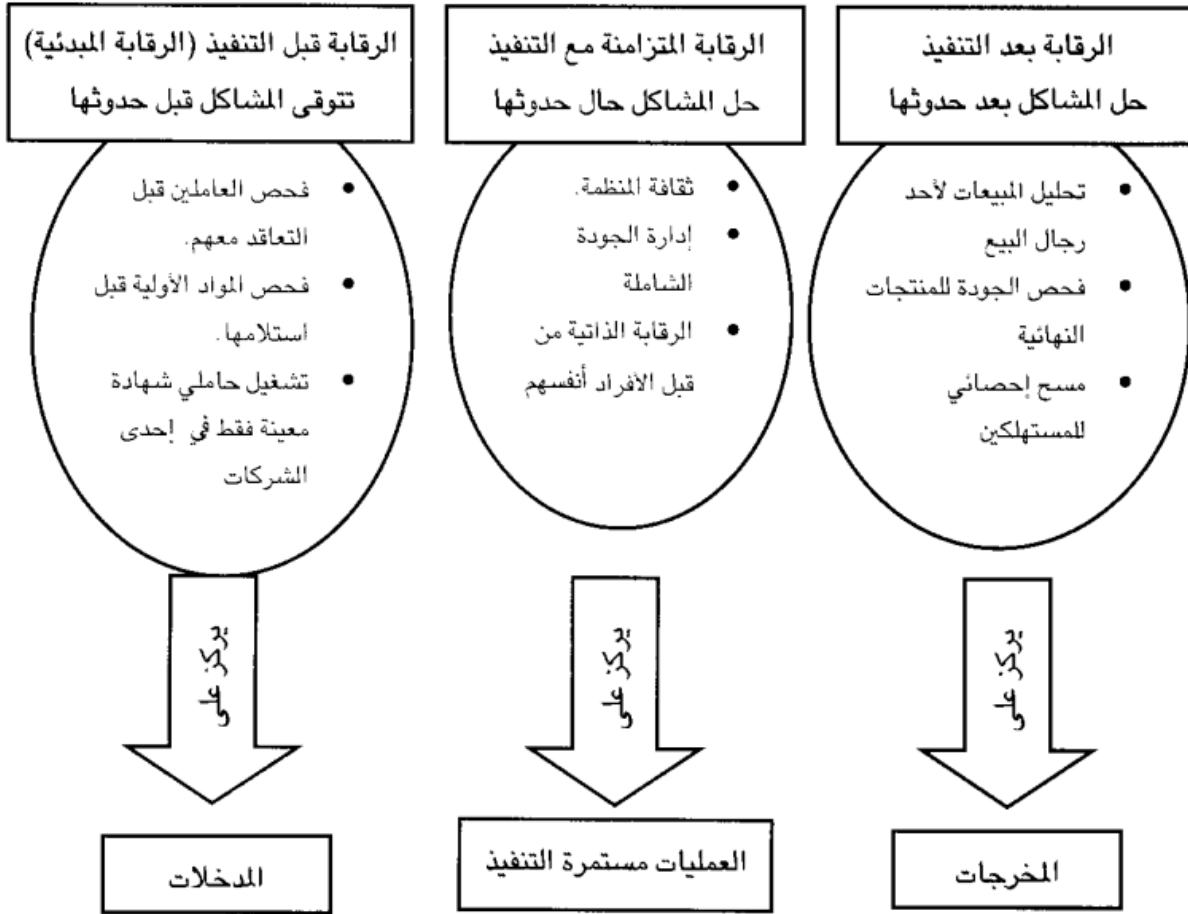 الرقابة بعد التنفيذ
حل المشاكل بعد حدوثها
تحليل المبيعات لأحد
رجال البيع
فحص الجودة للمنتجات
النهائية
مسح إحصائي
للمستهلكين
يركز على
المخرجات
الرقابة المتزامنة مع التنفيذ
حل المشاكل حال حدوثها
ثقافة المنظمة.
إدارة الجودة
الشاملة
الرقابة الذاتية من
قبل الأفراد أنفسهم
يركز على
العمليات مستمرة التنفيذ
الرقابة قبل التنفيذ (الرقابة المبدئية)
تتوقى المشاكل قبل حدوثها
فحص العاملين قبل
التعاقد معهم.
فحص المواد الأولية قبل
استلامها.
تشغيل حاملي شهادة
معينة فقط في إحدى
الشركات
يركز على
المدخلات